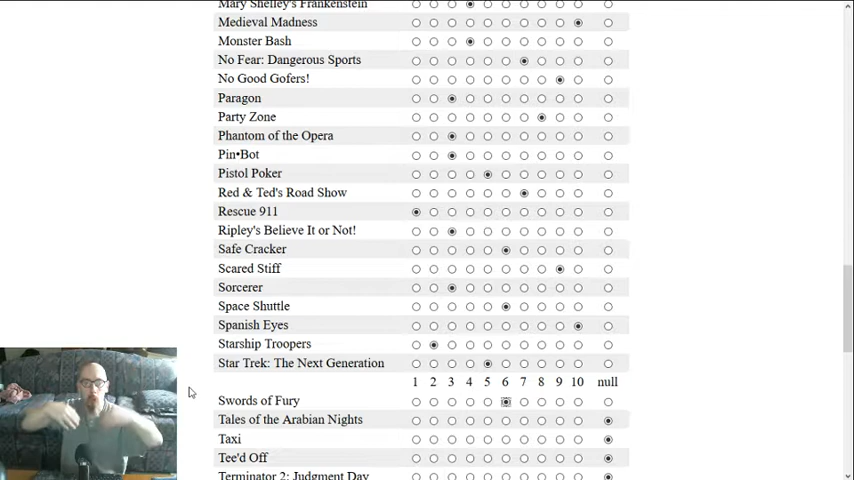 Mary Shelley's Frankenstein
Medieval Madness
Monster Bash
No Fear: Dangerous Sports
No Good Gofers!
Paragon
Party Zone
Phantom of the Opera
Pin•Bot
Pistol Poker
Red & Ted's Road Show
Rescue 911
Ripley's Believe It or Not!
Safe Cracker
Scared Stiff
Sorcerer
Space Shuttle
Spanish Eyes
Starship Troopers
Star Trek: The Next Generation
1 2 3 4 5 6 7 8 9 10 null
Swords of Fury
Tales of the Arabian Nights
Taxi
Tee'd Off
Terminator 2: Judgment Day